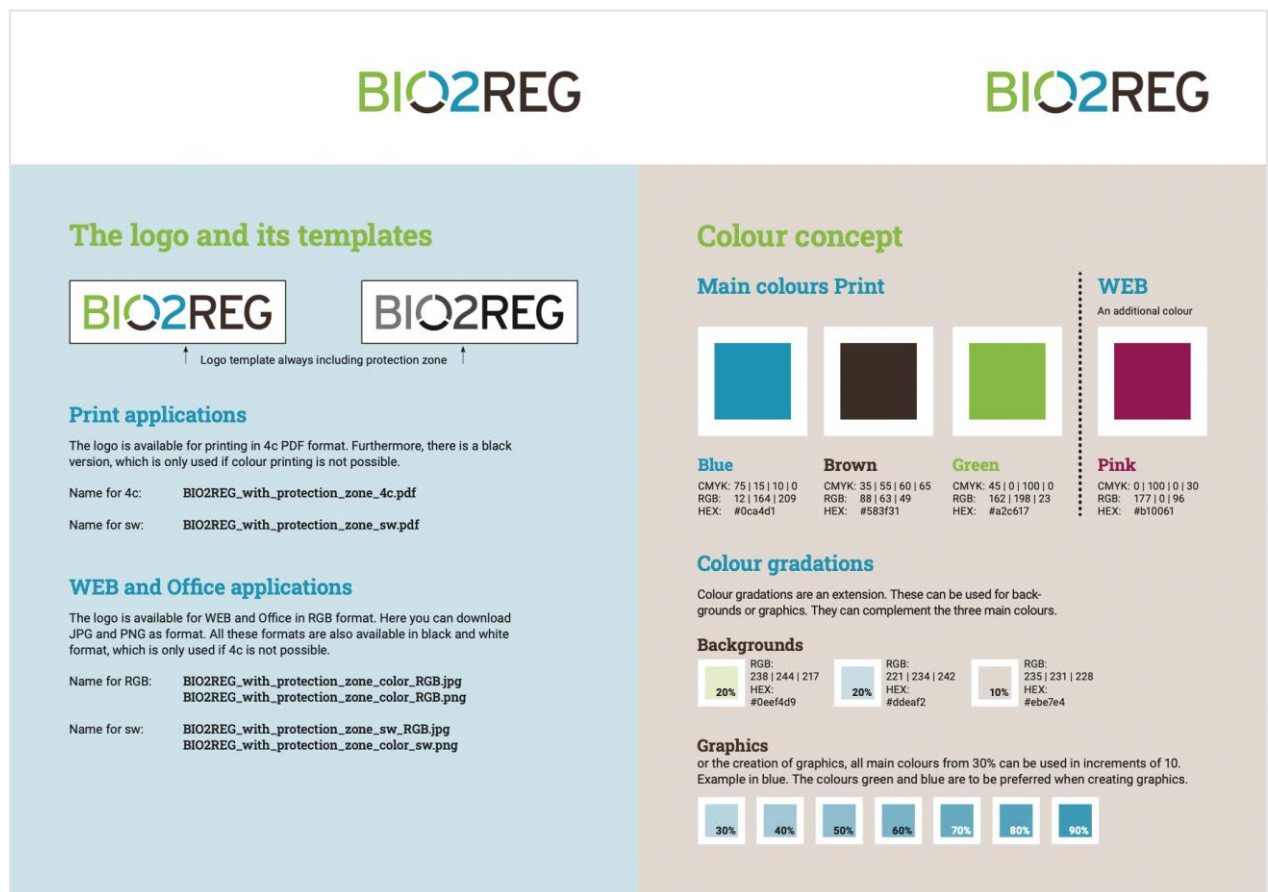 BIO2REG
The logo and its templates
BIO2REG
BIO2REG
Logo template always including protection zone
Print applications
The logo is available for printing in 4c PDF format. Furthermore, there is a black
version, which is only used if colour printing is not possible.
Name for 4c: BIO2REG_with_protection_zone_4c.pdf
Name for sw: BIO2REG_with_protection_zone_sw.pdf
WEB and Office applications
The logo is available for WEB and Office in RGB format. Here you can download
JPG and PNG as format. All these formats are also available in black and white
format, which is only used if 4c is not possible.
Name for RGB: BIO2REG_with_protection_zone_color_RGB.jpg
BIO2REG_with_protection_zone_color_RGB.png
Name for sw: BIO2REG_with_protection_zone_sw_RGB.jpg
BIO2REG_with_protection_zone_color_sw.png
BIO2REG
Colour concept
Main colours Print
WEB
An additional colour
Blue
CMYK: 75 | 15 | 10 | 0
RGB: 12 | 164 | 209
HEX: #0ca4d1
Brown
CMYK: 35 | 55 | 60 | 65
RGB: 88 | 63 | 49
HEX: #583f31
Green
CMYK: 45 | 0 | 100 | 0
RGB: 162 | 198 | 23
HEX: #a2c617
Pink
CMYK: 0 | 100 | 0 | 30
RGB: 177 | 0 | 96
HEX: #b10061
Colour gradations
Colour gradations are an extension. These can be used for back-
grounds or graphics. They can complement the three main colours.
Backgrounds
20%
RGB:
238 | 244 | 217
HEX:
#0eef4d9
20%
RGB:
221 | 234 | 242
HEX:
#ddeaf2
10%
RGB:
235 | 231 | 228
HEX:
#ebe7e4
Graphics
or the creation of graphics, all main colours from 30% can be used in increments of 10.
Example in blue. The colours green and blue are to be preferred when creating graphics.
30% 40% 50% 60% 70% 80% 90%